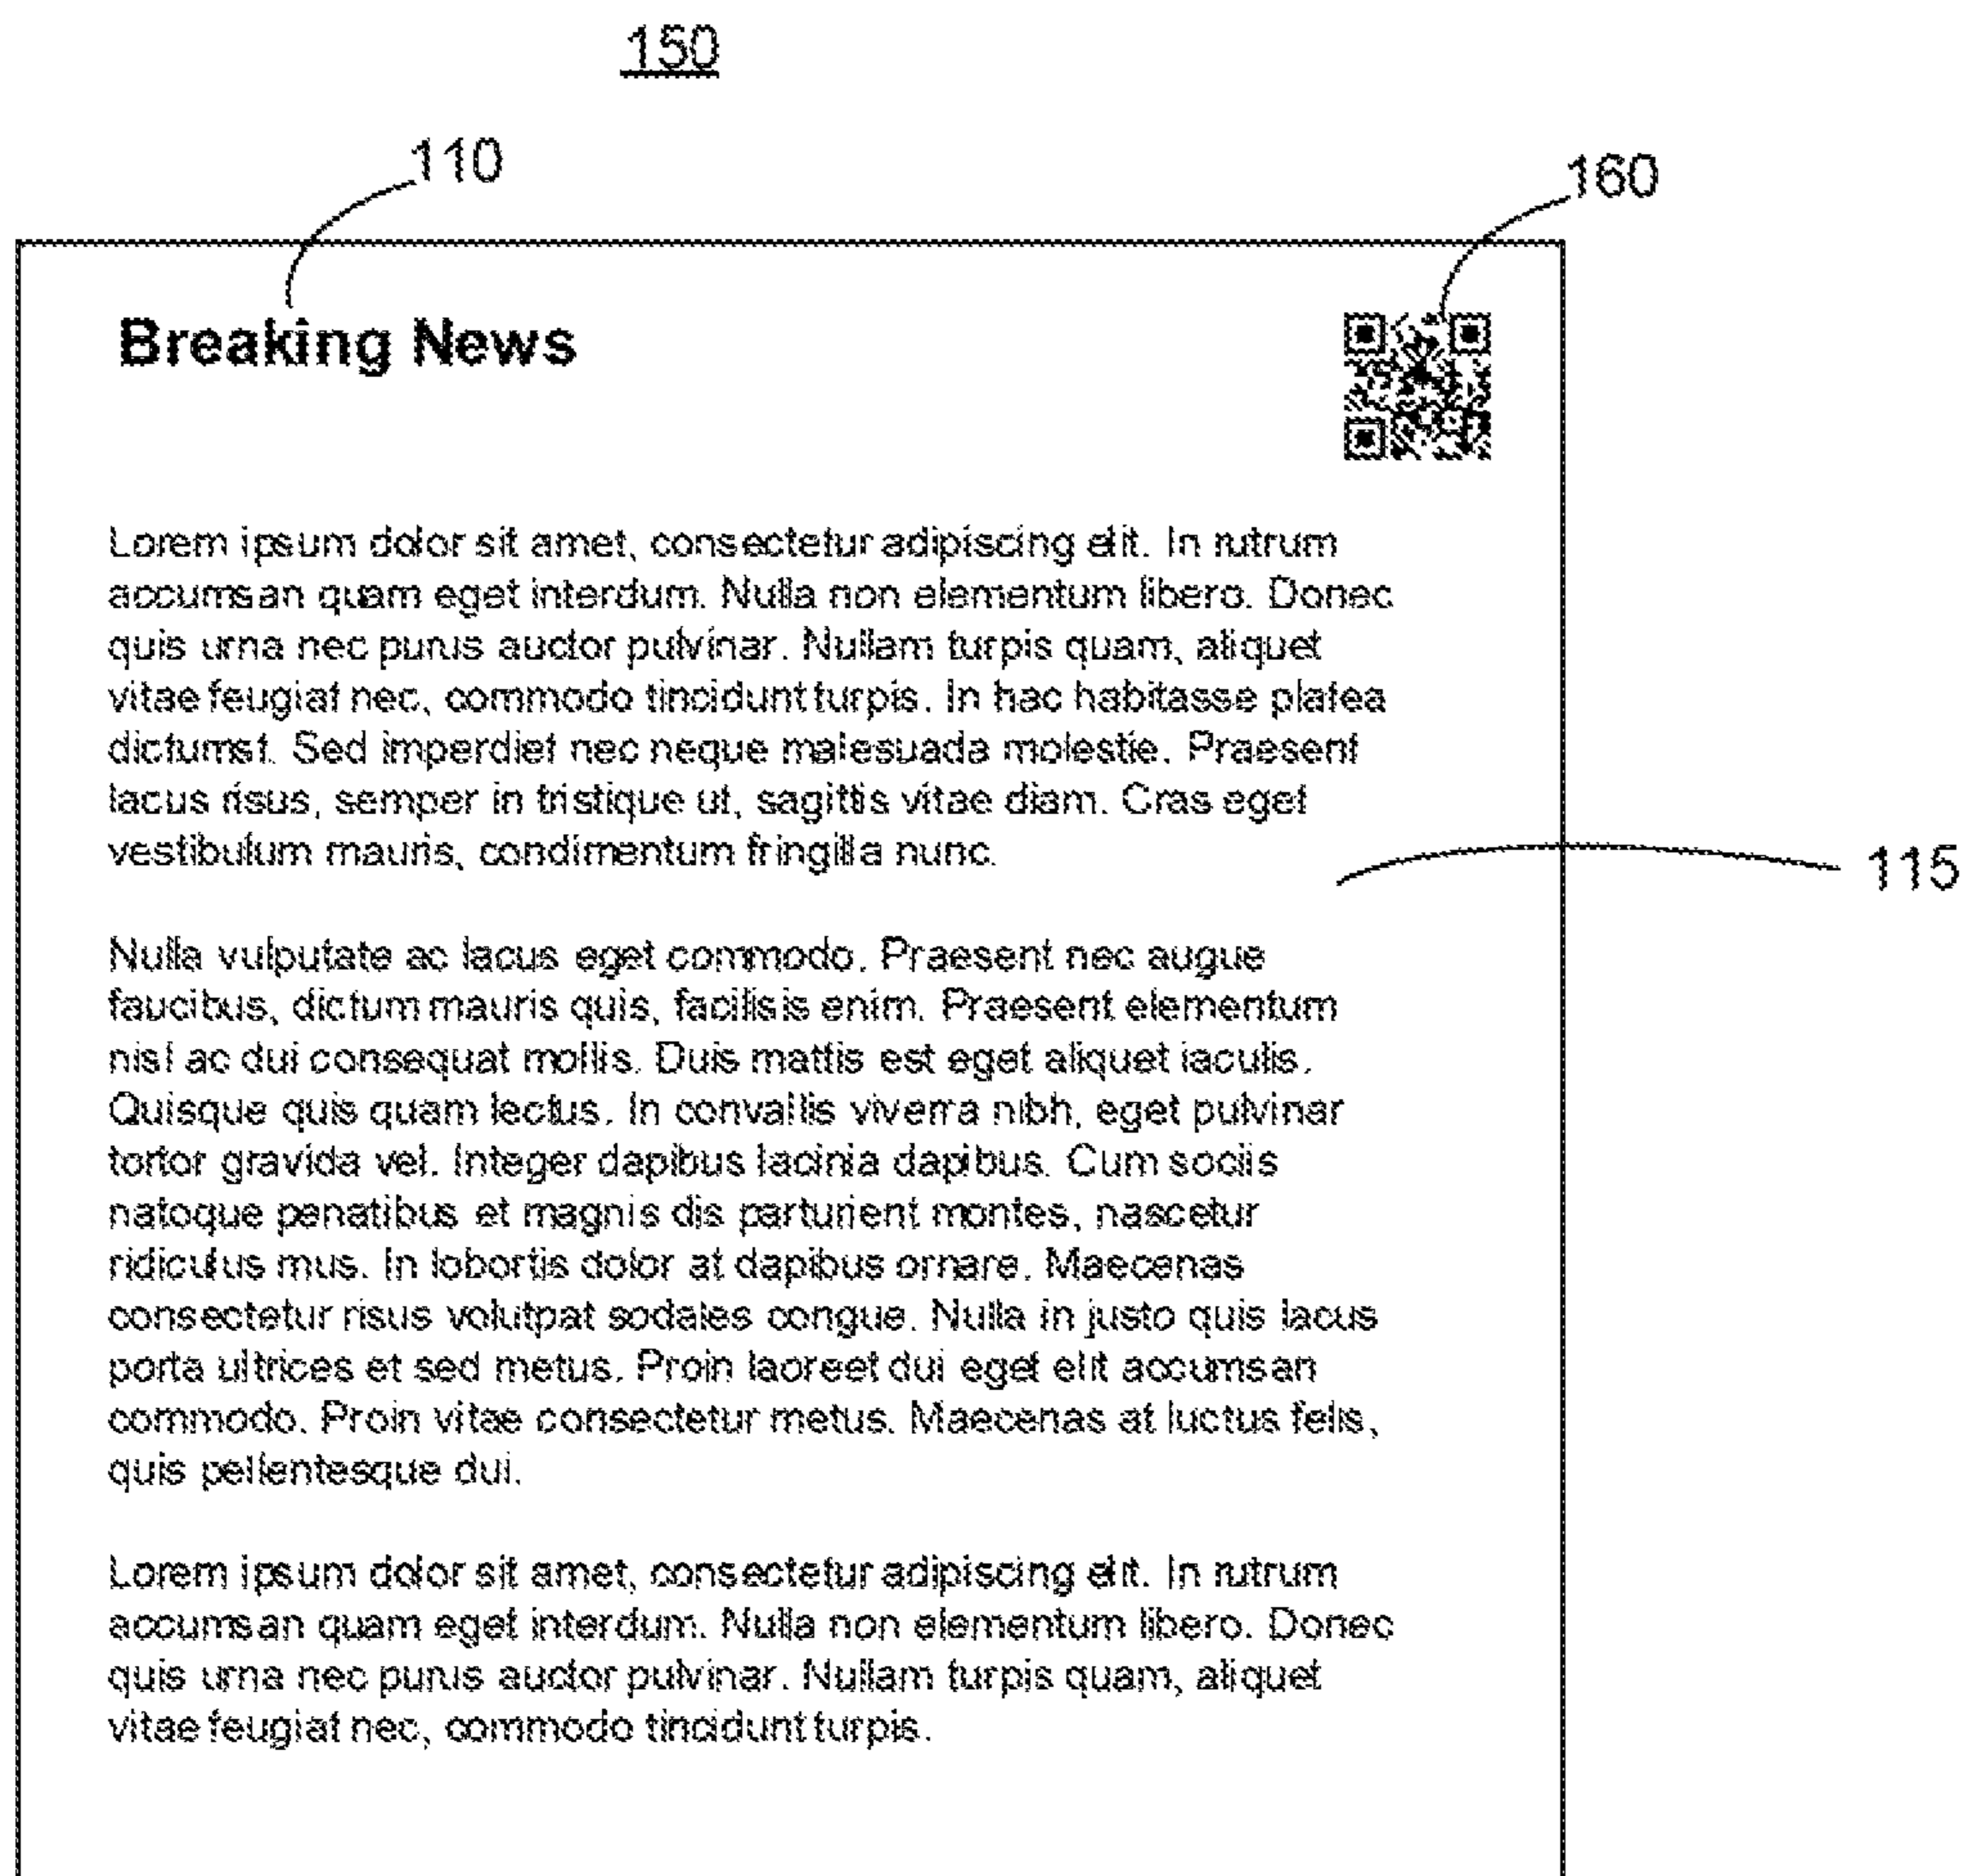 150
110
160
Breaking News
Lorem ipsum dolor sit amet, consectetur adipiscing elit. In rutrum
accumsan quam eget interdum. Nulla non elementum libero. Donec
quis urna nec purus auctor pulvinar. Nullam turpis quam, aliquet
vitae feugiat nec, commodo tincidunt turpis. In hac habitasse platea
dictumst. Sed imperdiet nec neque malesuada molestie. Praesent
lacus risus, semper in tristique ut, sagittis vitae diam. Cras eget
vestibulum mauris, condimentum fringilla nunc.
115
Nulla vulputate ac lacus eget commodo. Praesent nec augue
faucibus, dictum mauris quis, facilisis enim. Praesent elementum
nisl ac dui consequat mollis. Duis mattis est eget aliquet iaculis.
Quisque quis quam lectus. In convallis viverra nibh, eget pulvinar
tortor gravida vel. Integer dapibus lacinia dapibus. Cum sociis
natoque penatibus et magnis dis parturient montes, nascetur
ridiculus mus. In lobortis dolor at dapibus ornare. Maecenas
consectetur risus volutpat sodales congue. Nulla in justo quis lacus
porta ultrices et sed metus. Proin laoreet dui eget elit accumsan
commodo. Proin vitae consectetur metus. Maecenas at luctus felis,
quis pellentesque dui.
Lorem ipsum dolor sit amet, consectetur adipiscing elit. In rutrum
accumsan quam eget interdum. Nulla non elementum libero. Donec
quis urna nec purus auctor pulvinar. Nullam turpis quam, aliquet
vitae feugiat nec, commodo tincidunt turpis.